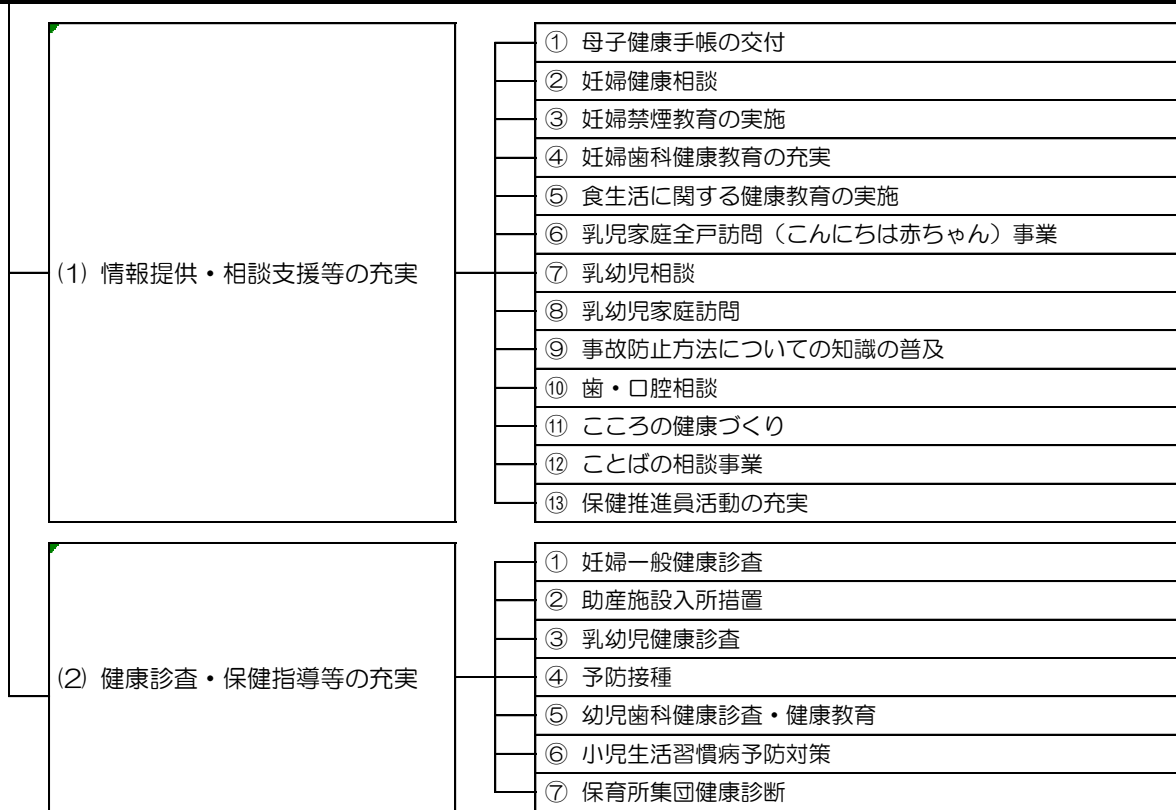 (1) 情報提供・相談支援等の充実
① 母子健康手帳の交付
② 妊婦健康相談
③ 妊婦禁煙教育の実施
④ 妊婦歯科健康教育の充実
⑤ 食生活に関する健康教育の実施
⑥ 乳児家庭全戸訪問（こんにちは赤ちゃん）事業
⑦ 乳幼児相談
⑧ 乳幼児家庭訪問
⑨ 事故防止方法についての知識の普及
⑩ 歯・口腔相談
⑪ こころの健康づくり
⑫ ことばの相談事業
⑬ 保健推進員活動の充実
(2) 健康診査・保健指導等の充実
① 妊婦一般健康診査
② 助産施設入所措置
③ 乳幼児健康診査
④ 予防接種
⑤ 幼児歯科健康診査・健康教育
⑥ 小児生活習慣病予防対策
⑦ 保育所集団健康診断